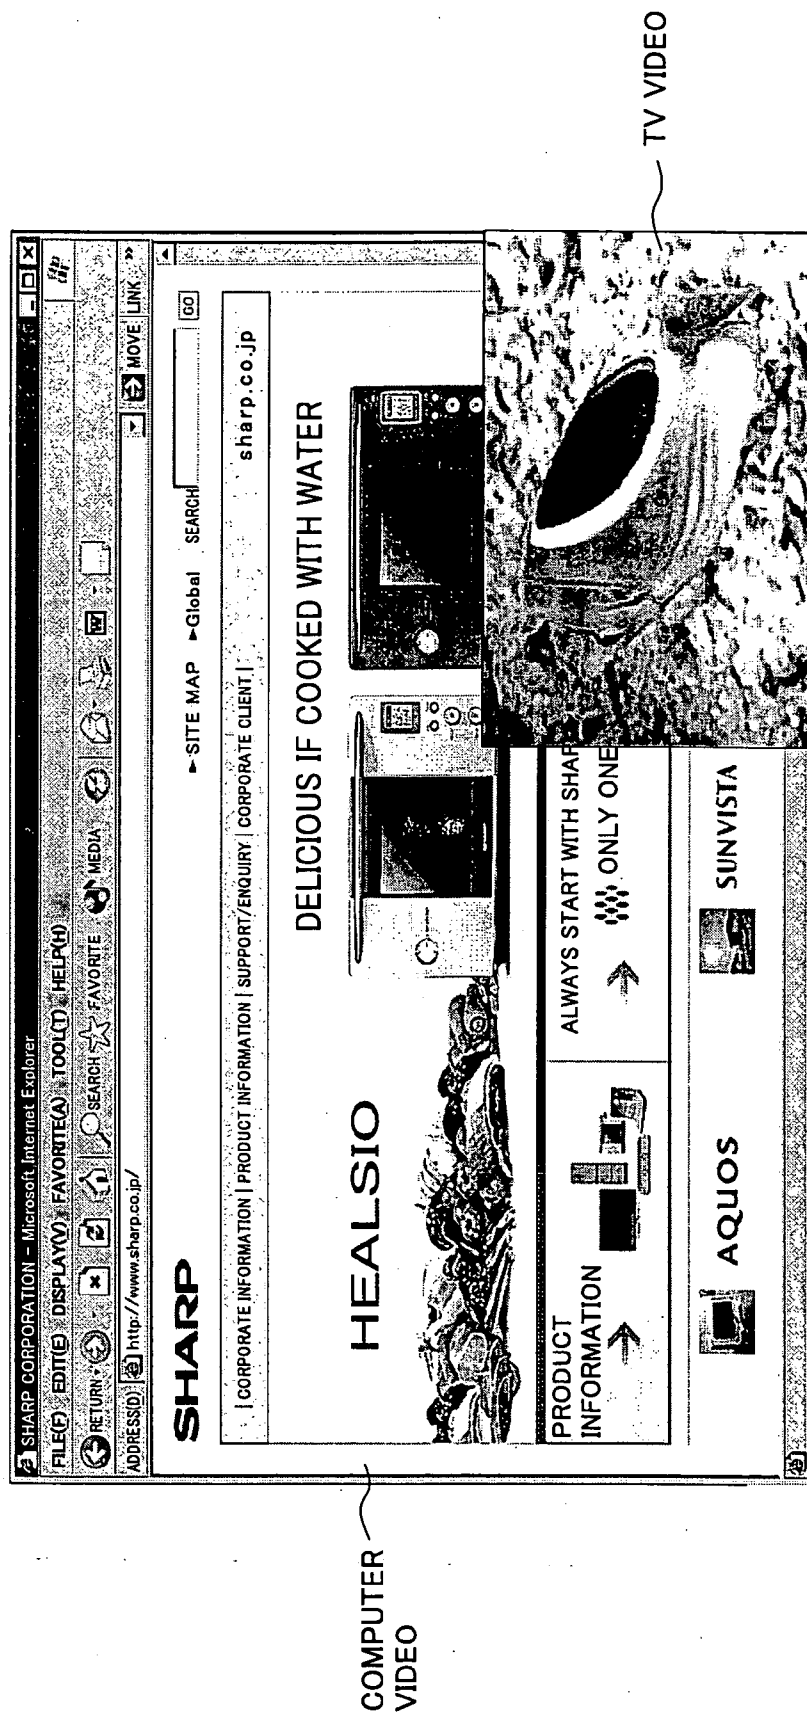 SHARP CORPORATION - Microsoft Internet Explorer
FILE(F) EDIT(E) DISPLAY(V) FAVORITE(A) TOOL(T) HELP(H)
RETURN SEARCH FAVORITE MEDIA
ADDRESS(D) http://www.sharp.co.jp/ MOVE LINK »
SHARP ►SITE MAP ►Global SEARCH GO
| CORPORATE INFORMATION | PRODUCT INFORMATION | SUPPORT/ENQUIRY | CORPORATE CLIENT | sharp.co.jp
DELICIOUS IF COOKED WITH WATER
HEALSIO
PRODUCT
INFORMATION
ALWAYS START WITH SHARP
ONLY ONE
AQUOS SUNVISTA
COMPUTER
VIDEO
TV VIDEO